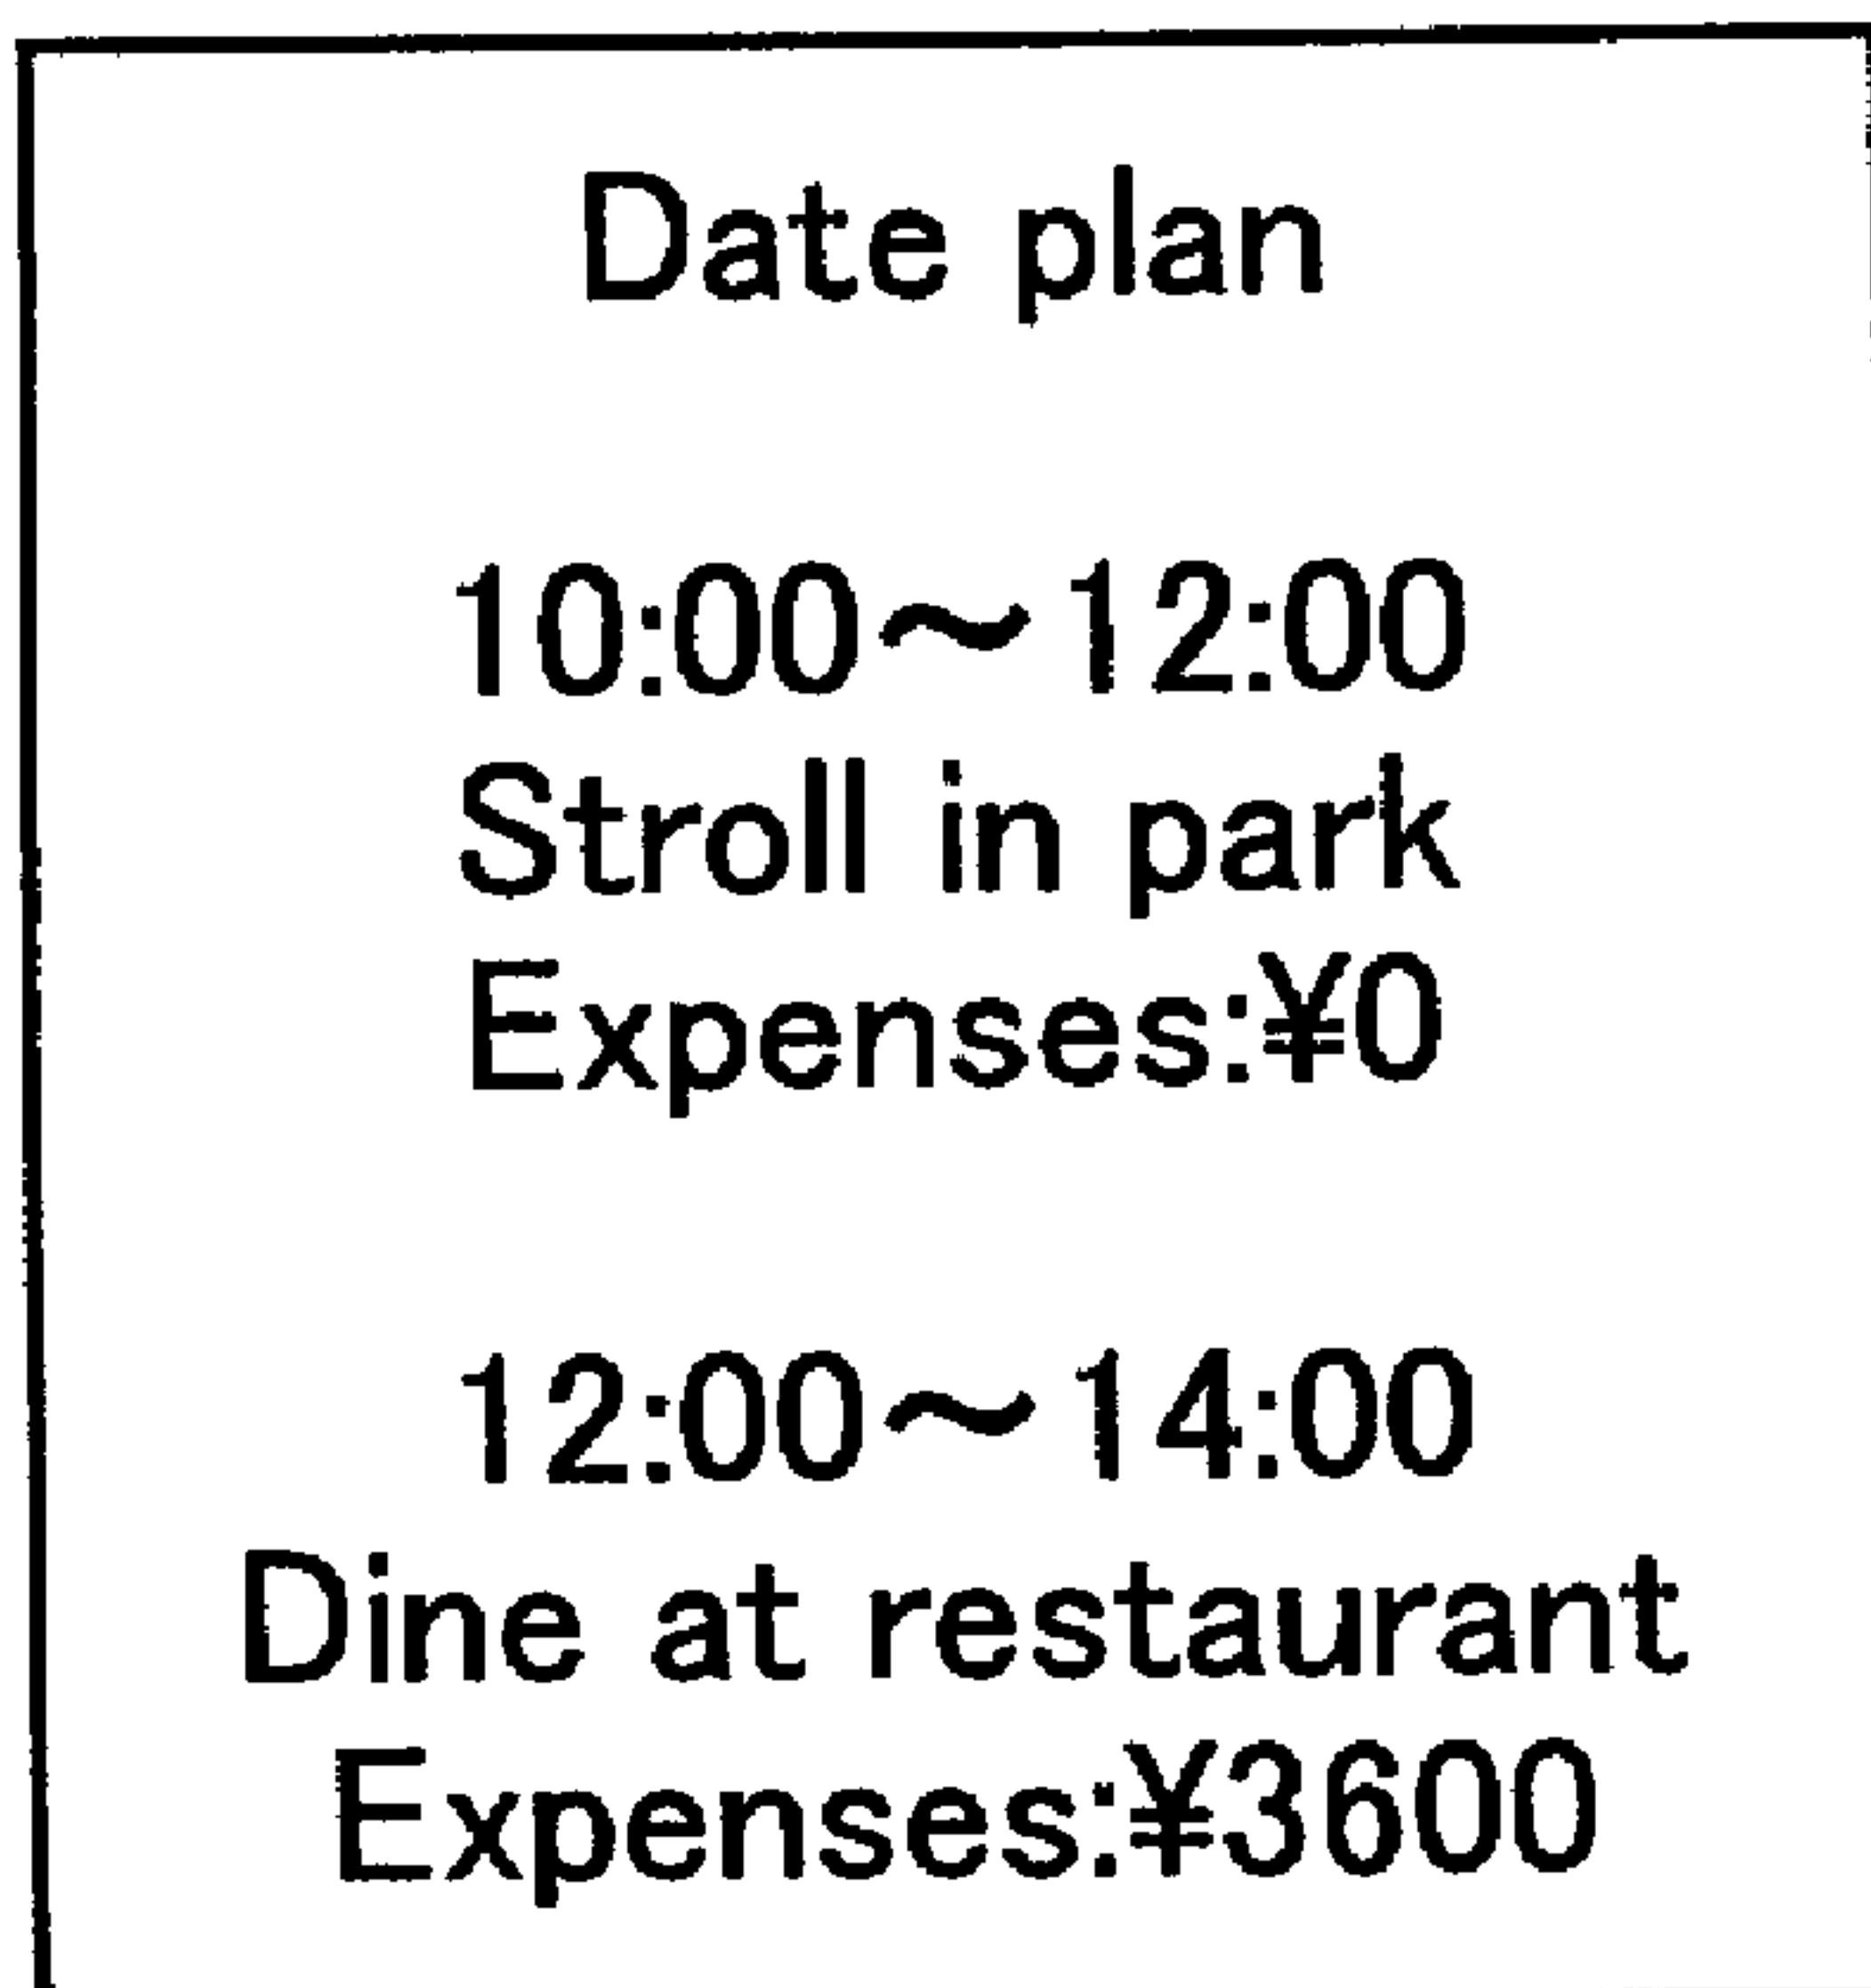 Date plan
10:00～12:00
Stroll in park
Expenses:¥0
12:00～14:00
Dine at restaurant
Expenses:¥3600